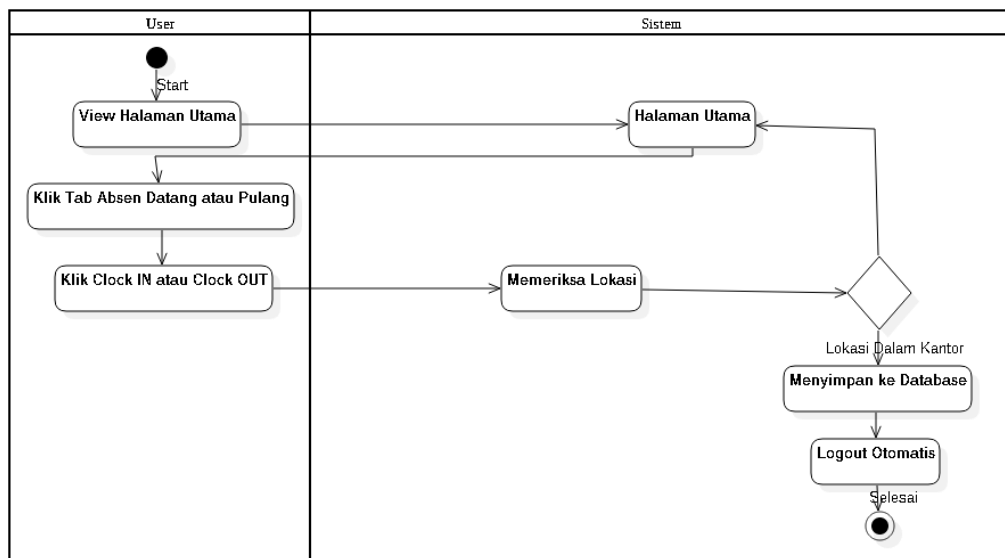 User
Sistem
Start
View Halaman Utama
Halaman Utama
Klik Tab Absen Datang atau Pulang
Klik Clock IN atau Clock OUT
Memeriksa Lokasi
Lokasi Dalam Kantor
Menyimpan ke Database
Logout Otomatis
Selesai